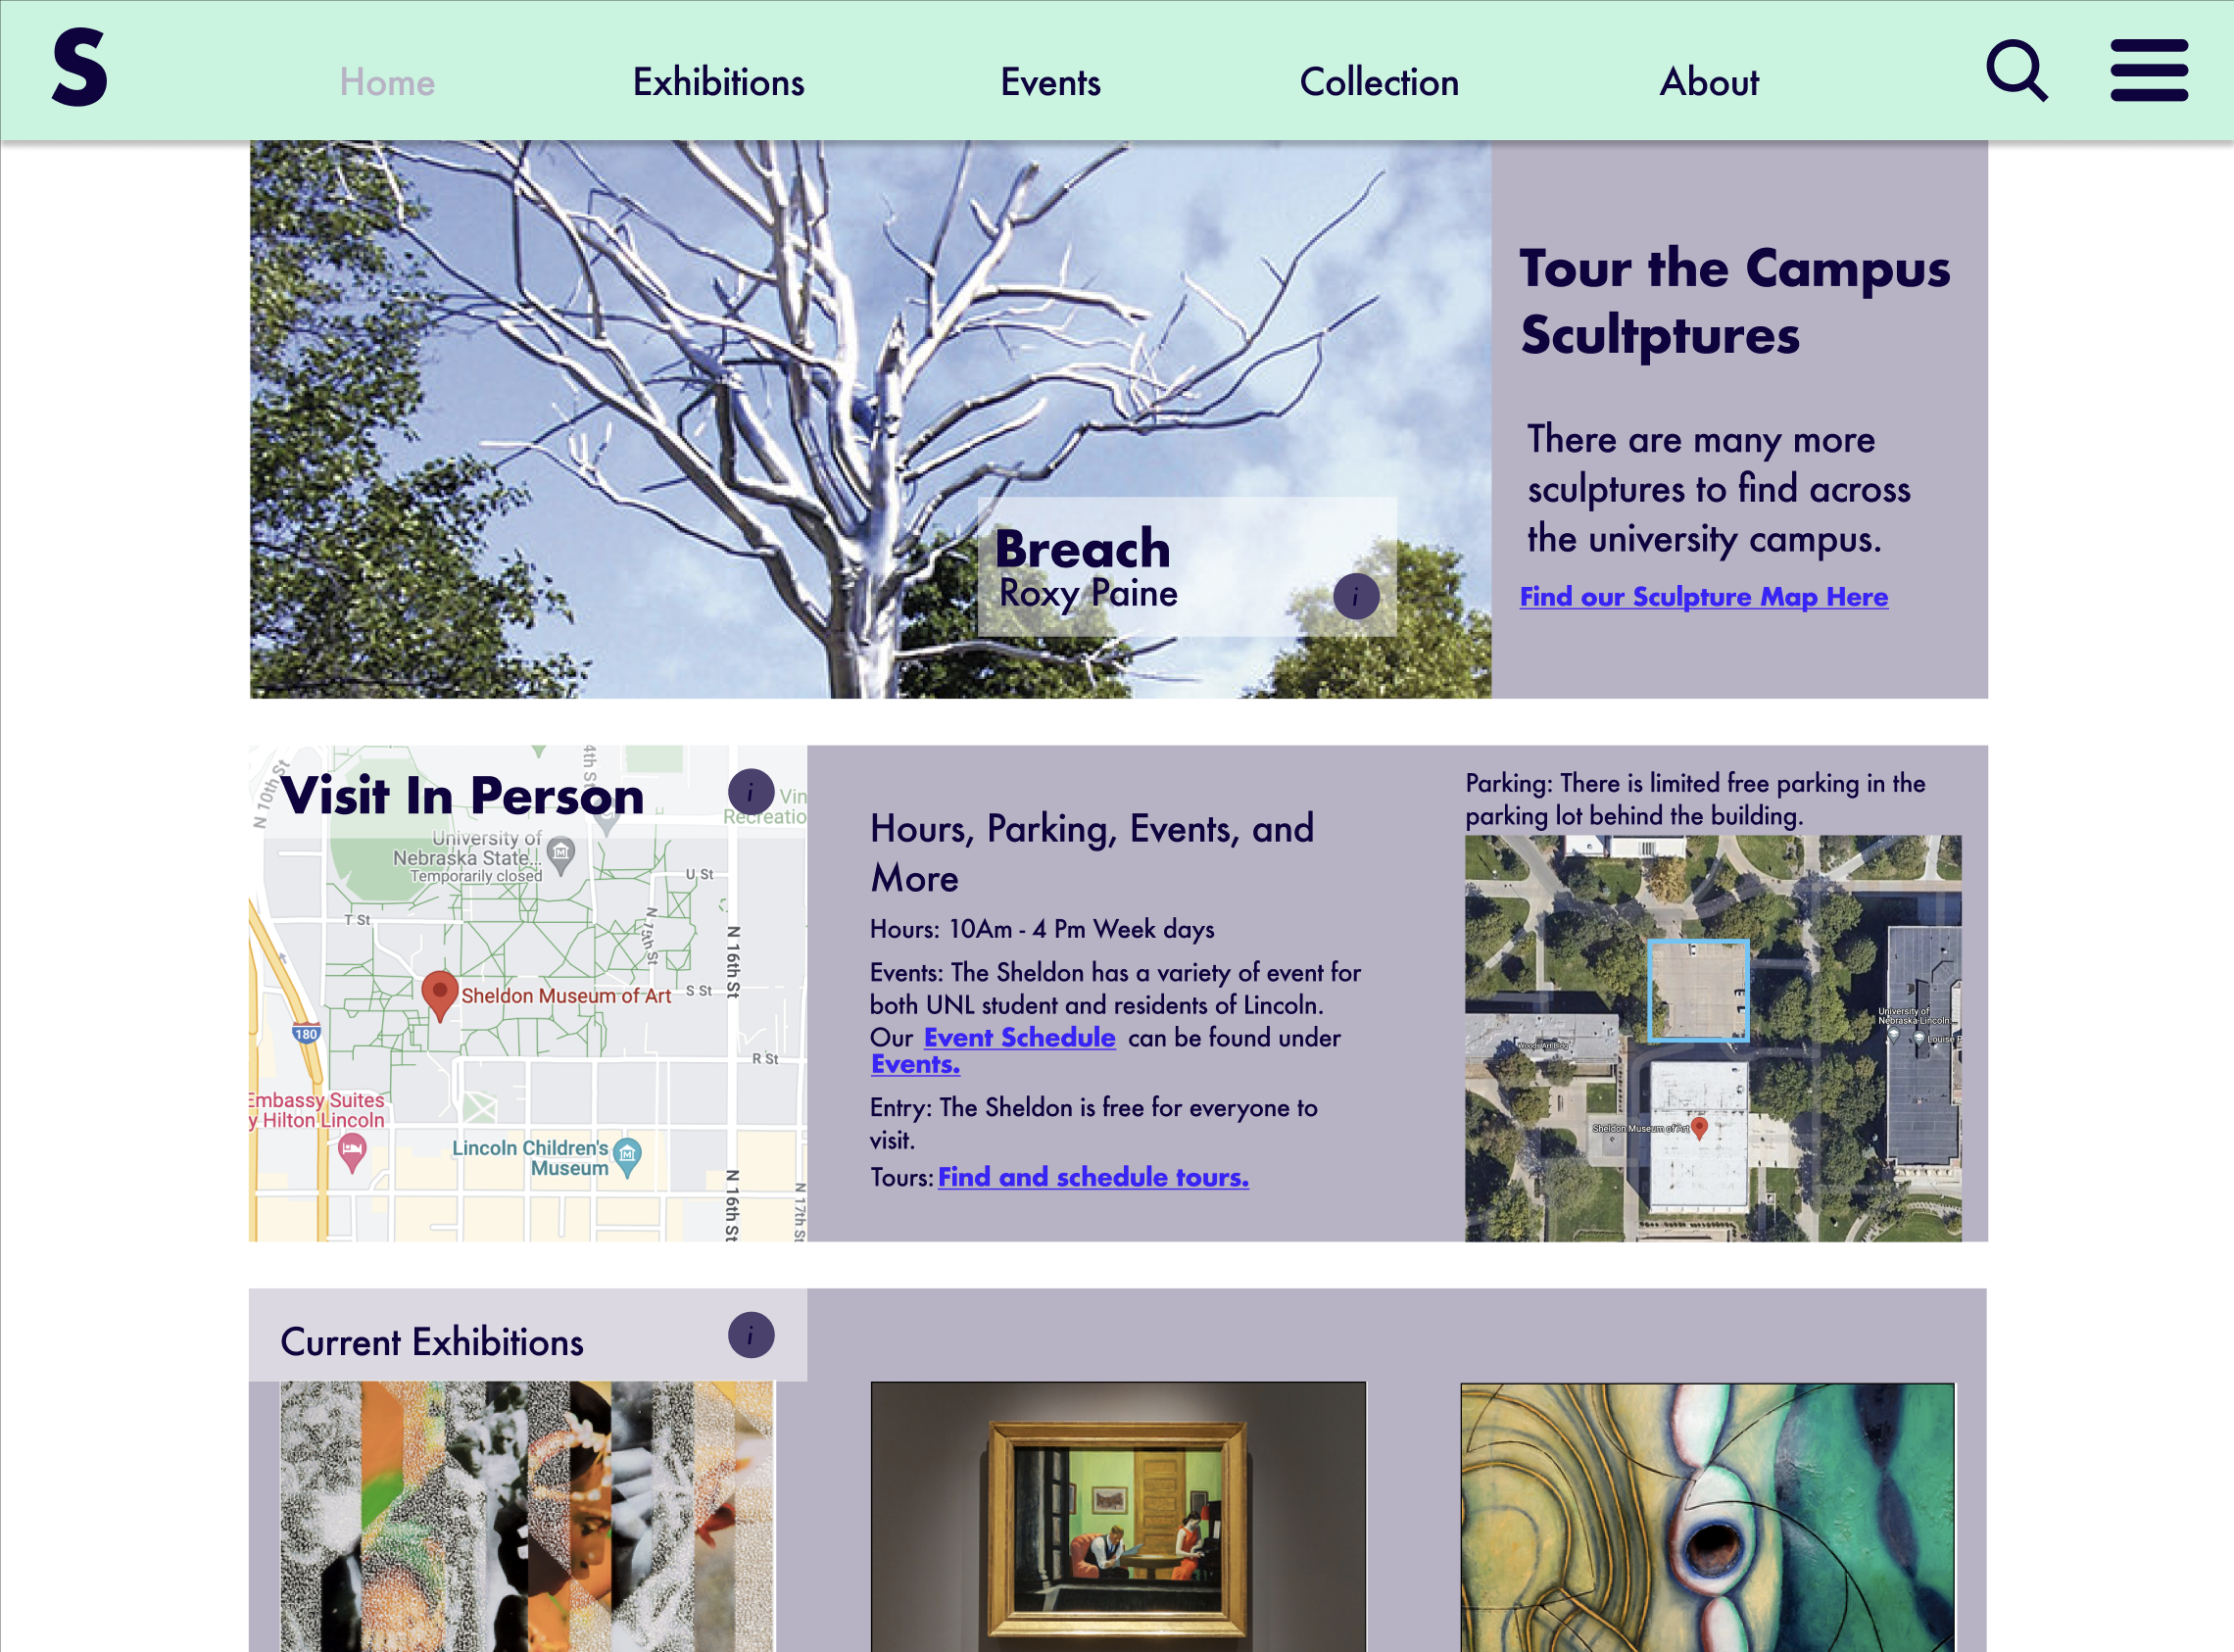 S
Home
Exhibitions
Events
Collection
About
Tour the Campus
Scultptures
There are many more
sculptures to find across
the university campus.
Find our Sculpture Map Here
Breach
Roxy Paine
i
Visit In Person
i
N 10th St
4th St
Vin
Recreatio
University of
Nebraska State...
Temporarily closed
U St
T St
N 16th St
Sheldon Museum of Art
S St
180
R St
Embassy Suites
y Hilton Lincoln
Lincoln Children's
Museum
N 16th St
N 17th St
Hours, Parking, Events, and
More
Hours: 10Am - 4 Pm Week days
Events: The Sheldon has a variety of event for
both UNL student and residents of Lincoln.
Our Event Schedule can be found under
Events.
Entry: The Sheldon is free for everyone to
visit.
Tours: Find and schedule tours.
Parking: There is limited free parking in the
parking lot behind the building.
University of
Nebraska-Lincoln...
Sheldon Museum of Art
Current Exhibitions
i